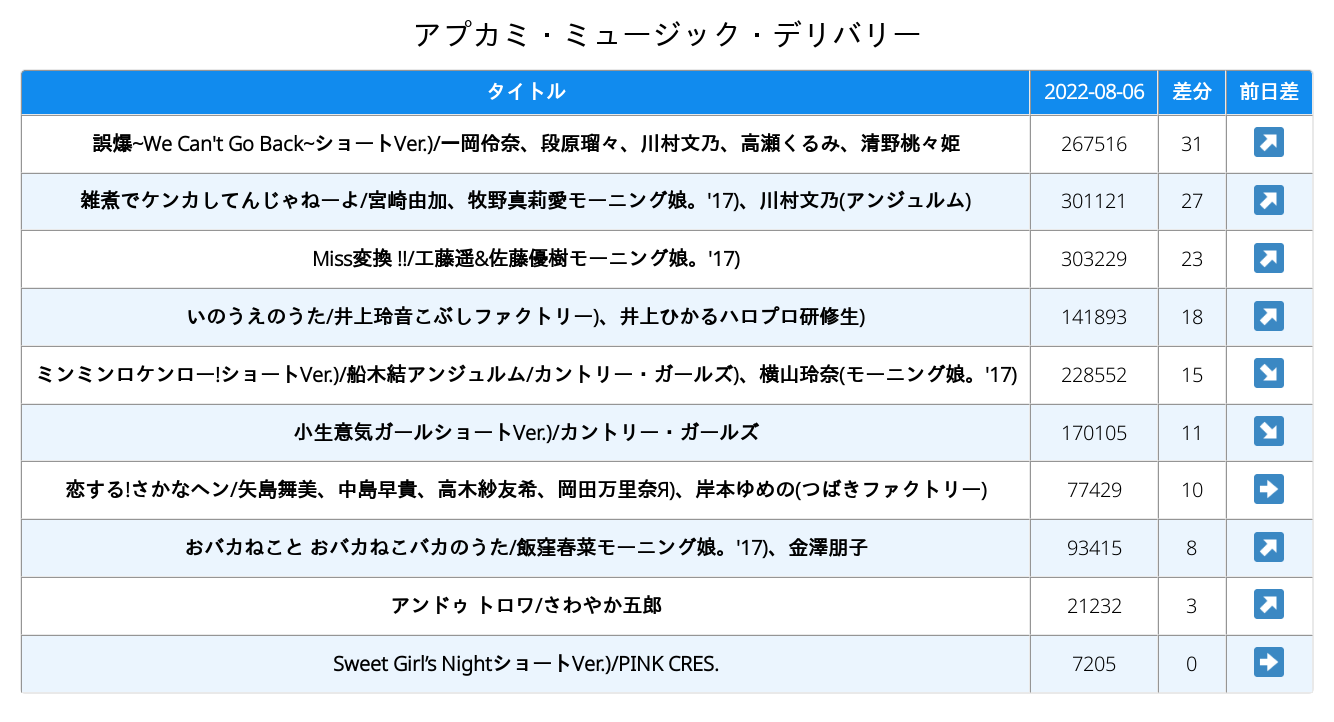 アプカミ・ミュージック・デリバリー
タイトル 2022-08-06 差分 前日差
誤爆~We Can't Go Back~ショートVer.)/一岡伶奈、段原瑠々、川村文乃、高瀬くるみ、清野桃々姫 267516 31
雑煮でケンカしてんじゃねーよ/宮崎由加、牧野真莉愛モーニング娘。'17)、川村文乃(アンジュルム) 301121 27
Miss変換 !!/工藤遥&佐藤優樹モーニング娘。'17) 303229 23
いのうえのうた/井上玲音こぶしファクトリー)、井上ひかるハロプロ研修生) 141893 18
ミンミンロケンロー!ショートVer.)/船木結アンジュルム/カントリー・ガールズ)、横山玲奈(モーニング娘。'17) 228552 15
小生意気ガールショートVer.)/カントリー・ガールズ 170105 11
恋する!さかなヘン/矢島舞美、中島早貴、高木紗友希、岡田万里奈Я)、岸本ゆめの(つばきファクトリー) 77429 10
おバカねこと おバカねこバカのうた/飯窪春菜モーニング娘。'17)、金澤朋子 93415 8
アンドゥ トロワ/さわやか五郎 21232 3
Sweet Girl’s NightショートVer.)/PINK CRES. 7205 0